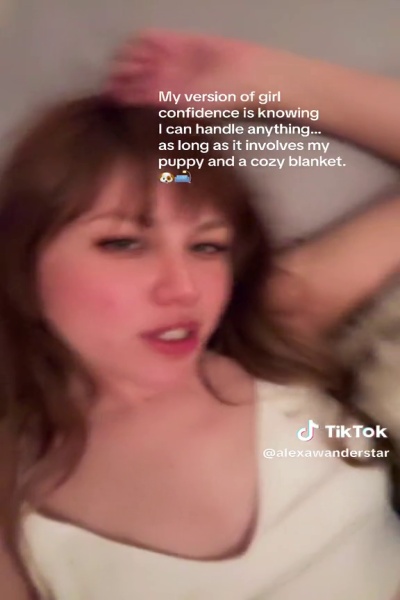 My version of girl
confidence is knowing
I can handle anything...
as long as it involves my
puppy and a cozy blanket.
🐶🛋️
TikTok
@alexawanderstar